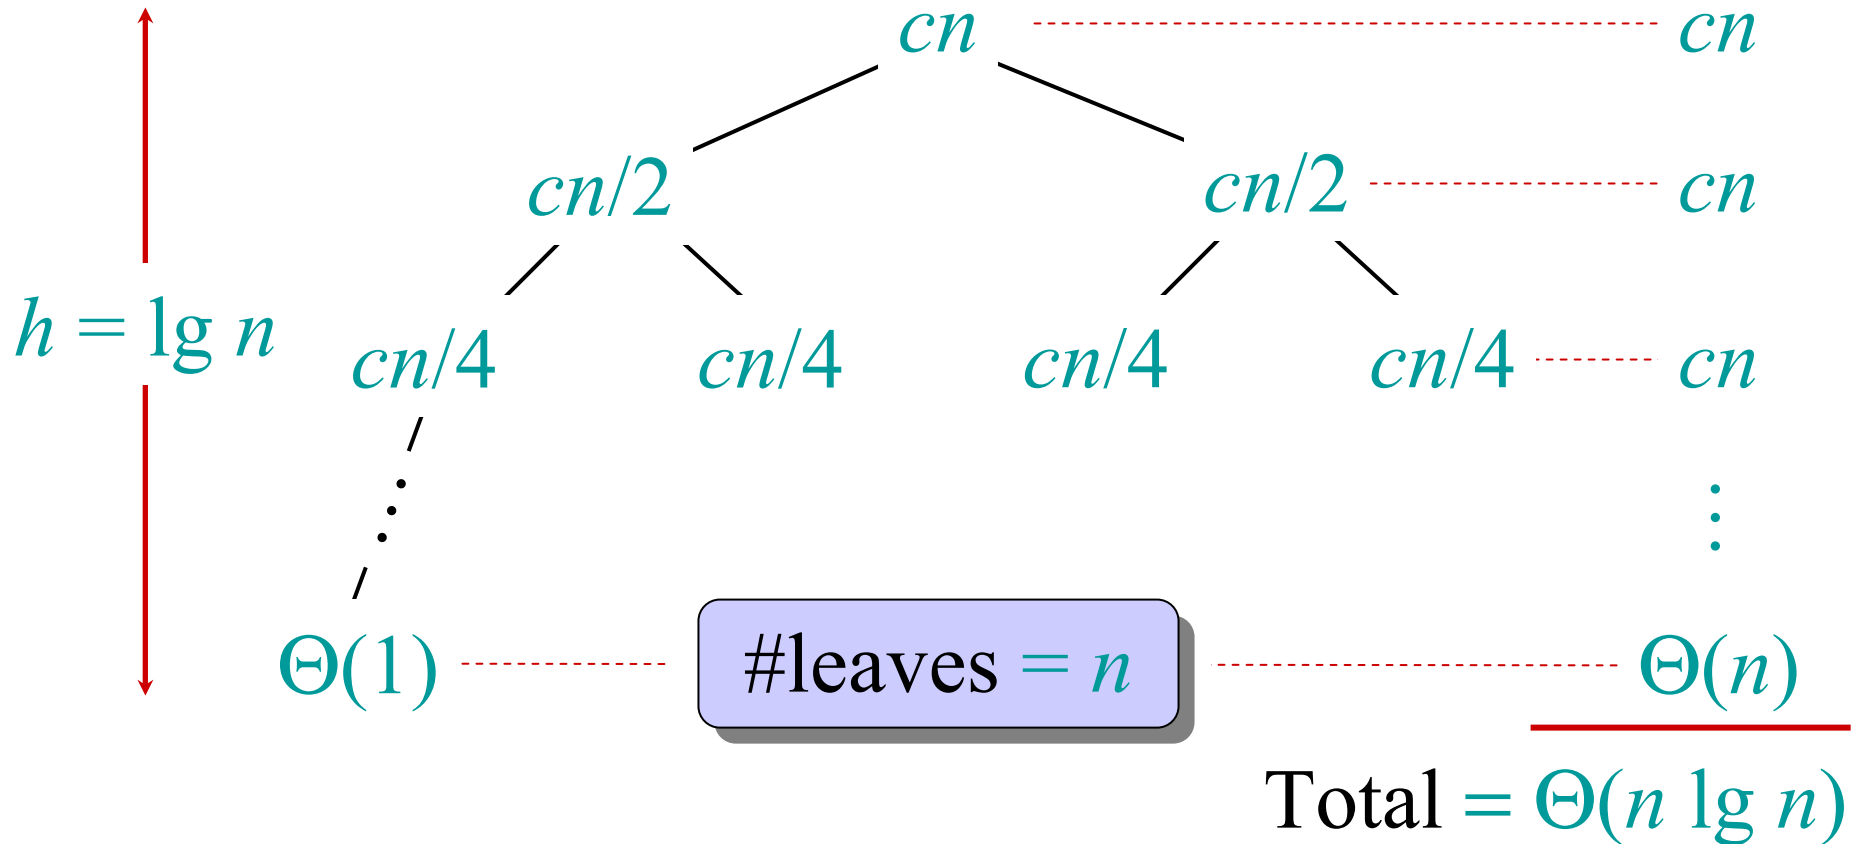 cn cn
cn/2 cn/2 cn
h = lg n cn/4 cn/4 cn/4 cn/4 cn
Θ(1) #leaves = n Θ(n)
Total = Θ(n lg n)